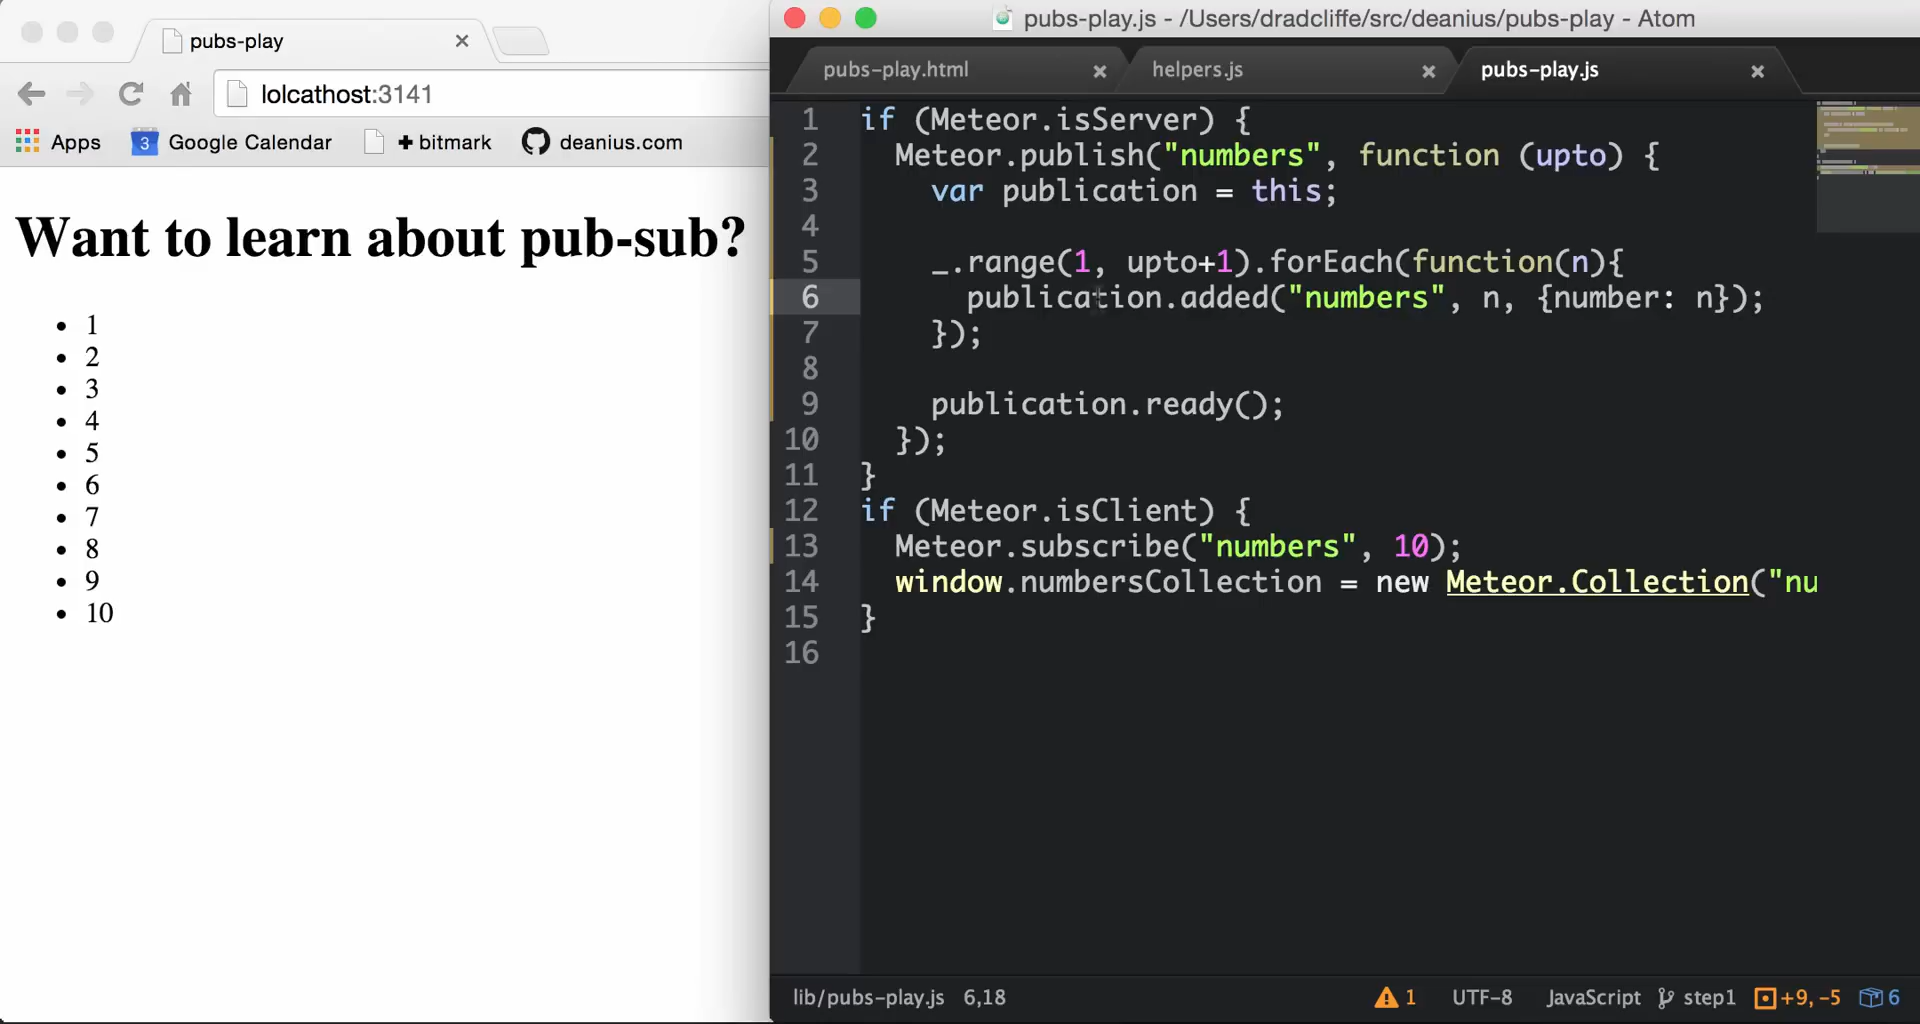 pubs-play
lolcathost:3141
Apps
3
Google Calendar
✚ bitmark
deanius.com
Want to learn about pub-sub?
• 1
• 2
• 3
• 4
• 5
• 6
• 7
• 8
• 9
• 10
pubs-play.js - /Users/dradcliffe/src/deanius/pubs-play - Atom
pubs-play.html
helpers.js
pubs-play.js
1 if (Meteor.isServer) {
2   Meteor.publish("numbers", function (upto) {
3     var publication = this;
4
5     _.range(1, upto+1).forEach(function(n){
6       publication.added("numbers", n, {number: n});
7     });
8
9     publication.ready();
10   });
11 }
12 if (Meteor.isClient) {
13   Meteor.subscribe("numbers", 10);
14   window.numbersCollection = new Meteor.Collection("nu
15 }
16
lib/pubs-play.js 6,18
1 UTF-8 JavaScript step1 +9, -5 6